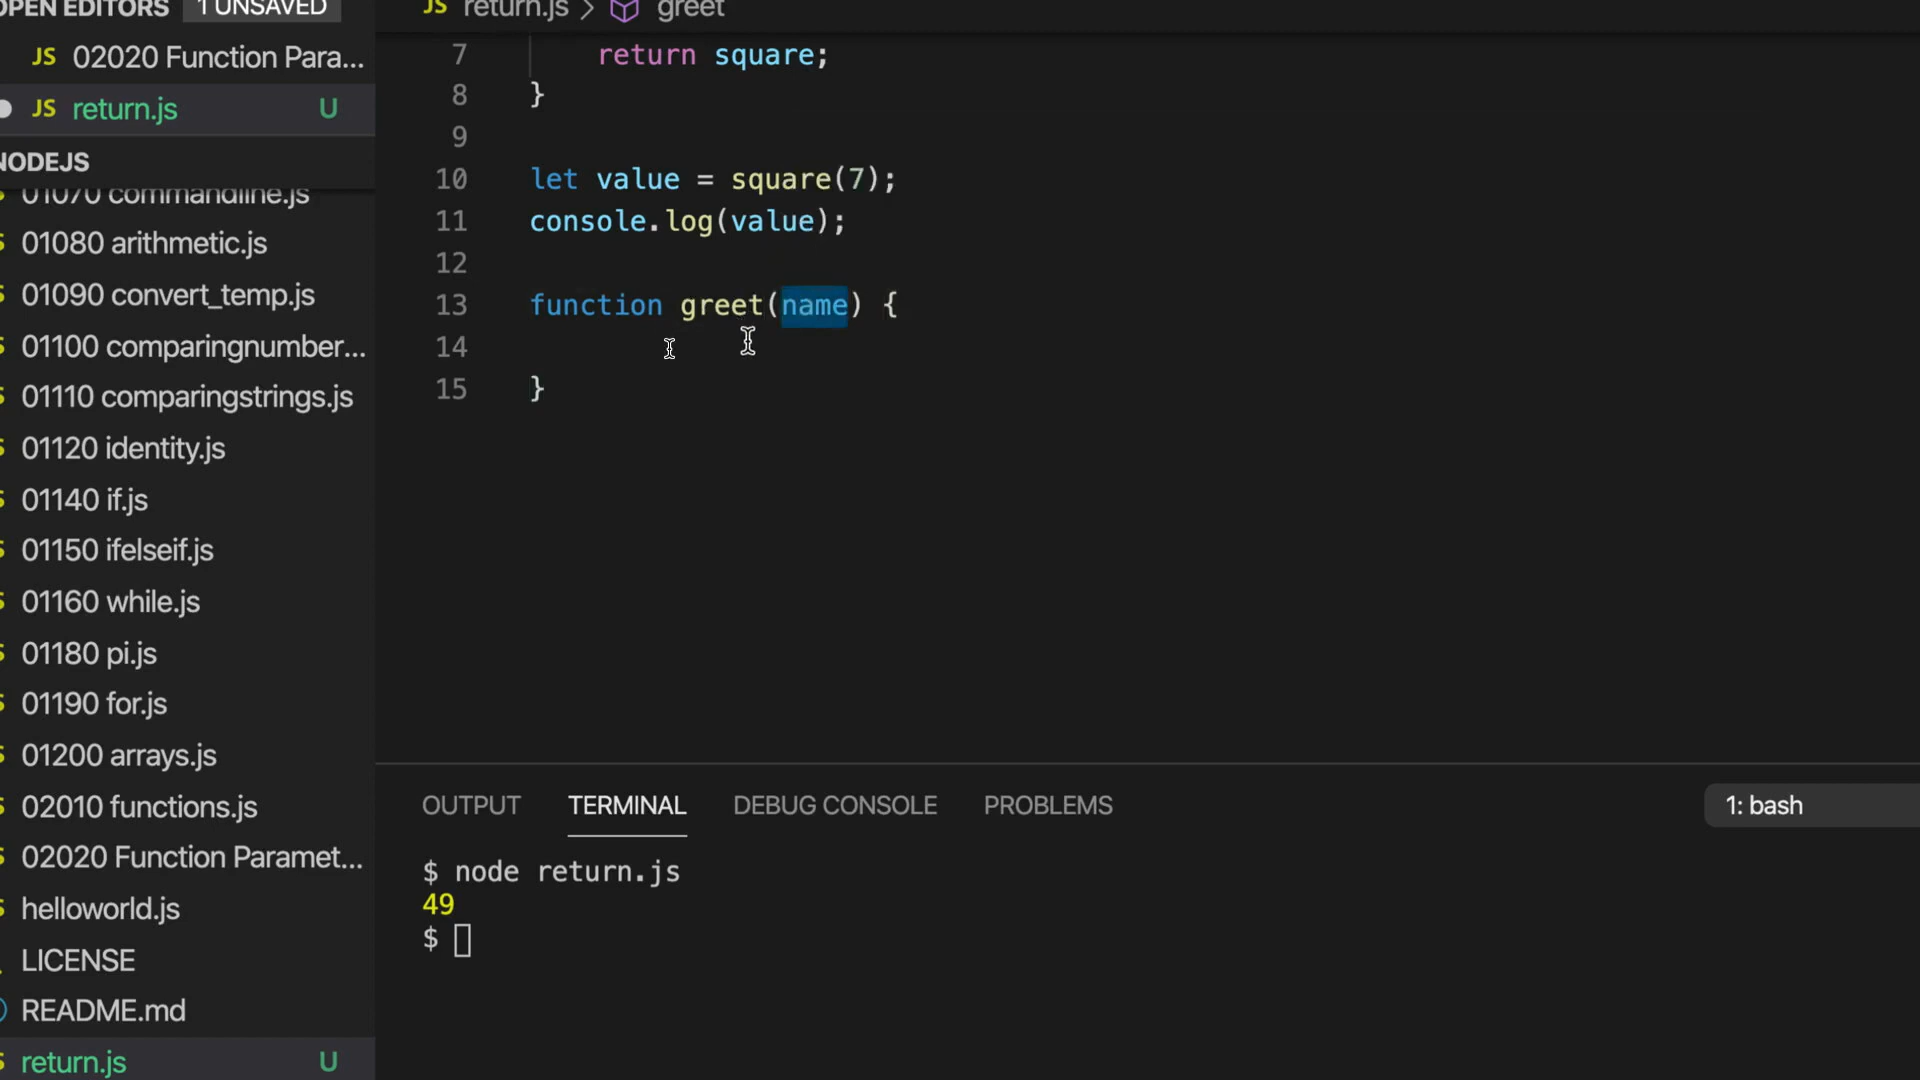 OPEN EDITORS 1 UNSAVED
JS 02020 Function Para...
JS return.js U
NODEJS
01070 commandline.js
01080 arithmetic.js
01090 convert_temp.js
01100 comparingnumber...
01110 comparingstrings.js
01120 identity.js
01140 if.js
01150 ifelseif.js
01160 while.js
01180 pi.js
01190 for.js
01200 arrays.js
02010 functions.js
02020 Function Paramet...
helloworld.js
LICENSE
README.md
return.js U
JS return.js > greet
7 return square;
8 }
9
10 let value = square(7);
11 console.log(value);
12
13 function greet(name) {
14
15 }
OUTPUT TERMINAL DEBUG CONSOLE PROBLEMS 1: bash
$ node return.js
49
$